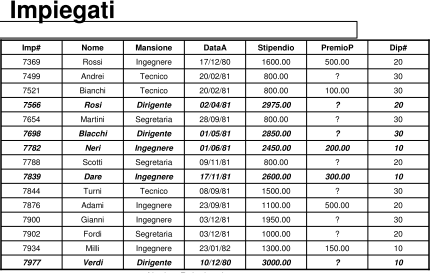 Impiegati
Imp# Nome Mansione DataA Stipendio PremioP Dip#
7369 Rossi Ingegnere 17/12/80 1600.00 500.00 20
7499 Andrei Tecnico 20/02/81 800.00 ? 30
7521 Bianchi Tecnico 20/02/81 800.00 100.00 30
7566 Rosi Dirigente 02/04/81 2975.00 ? 20
7654 Martini Segretaria 28/09/81 800.00 ? 30
7698 Blacchi Dirigente 01/05/81 2850.00 ? 30
7782 Neri Ingegnere 01/06/81 2450.00 200.00 10
7788 Scotti Segretaria 09/11/81 800.00 ? 20
7839 Dare Ingegnere 17/11/81 2600.00 300.00 10
7844 Turni Tecnico 08/09/81 1500.00 ? 30
7876 Adami Ingegnere 23/09/81 1100.00 500.00 20
7900 Gianni Ingegnere 03/12/81 1950.00 ? 30
7902 Fordi Segretaria 03/12/81 1000.00 ? 20
7934 Milli Ingegnere 23/01/82 1300.00 150.00 10
7977 Verdi Dirigente 10/12/80 3000.00 ? 10